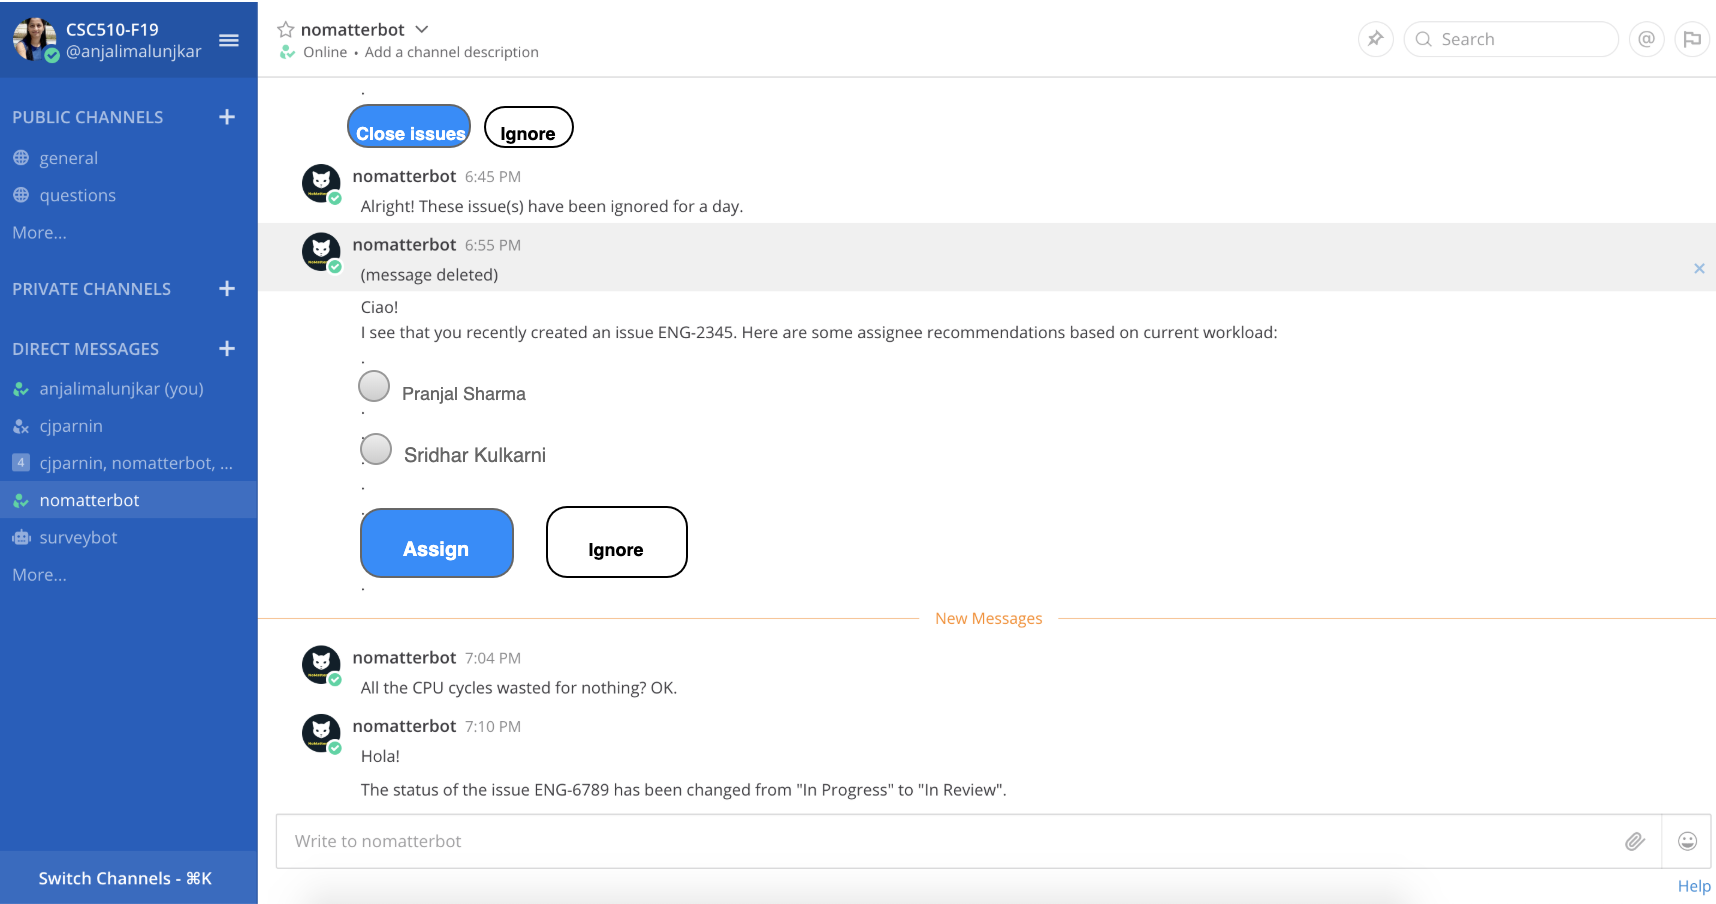 CSC510-F19
@anjalimalunjkar
PUBLIC CHANNELS +
general
questions
More...
PRIVATE CHANNELS +
DIRECT MESSAGES +
anjalimalunjkar (you)
cjparnin
4 cjparnin, nomatterbot, ...
nomatterbot
surveybot
More...
Switch Channels - ⌘K
nomatterbot
Online • Add a channel description
Search
@
.
Close issues Ignore
nomatterbot 6:45 PM
Alright! These issue(s) have been ignored for a day.
nomatterbot 6:55 PM
(message deleted)
Ciao!
I see that you recently created an issue ENG-2345. Here are some assignee recommendations based on current workload:
.
Pranjal Sharma
.
.
Sridhar Kulkarni
.
.
.
Assign Ignore
.
New Messages
nomatterbot 7:04 PM
All the CPU cycles wasted for nothing? OK.
nomatterbot 7:10 PM
Hola!
The status of the issue ENG-6789 has been changed from "In Progress" to "In Review".
Write to nomatterbot
Help